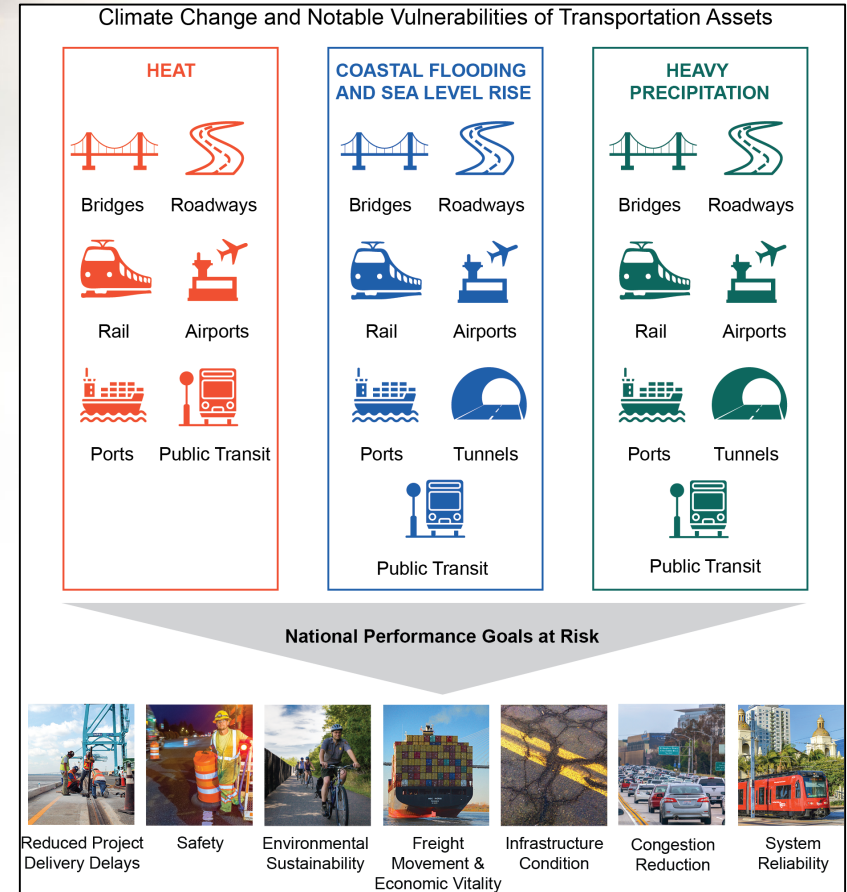 Climate Change and Notable Vulnerabilities of Transportation Assets
HEAT
Bridges
Roadways
Rail
Airports
Ports
Public Transit
COASTAL FLOODING
AND SEA LEVEL RISE
Bridges
Roadways
Rail
Airports
Ports
Tunnels
Public Transit
HEAVY
PRECIPITATION
Bridges
Roadways
Rail
Airports
Ports
Tunnels
Public Transit
National Performance Goals at Risk
Reduced Project
Delivery Delays
Safety
Environmental
Sustainability
Freight
Movement &
Economic Vitality
Infrastructure
Condition
Congestion
Reduction
System
Reliability